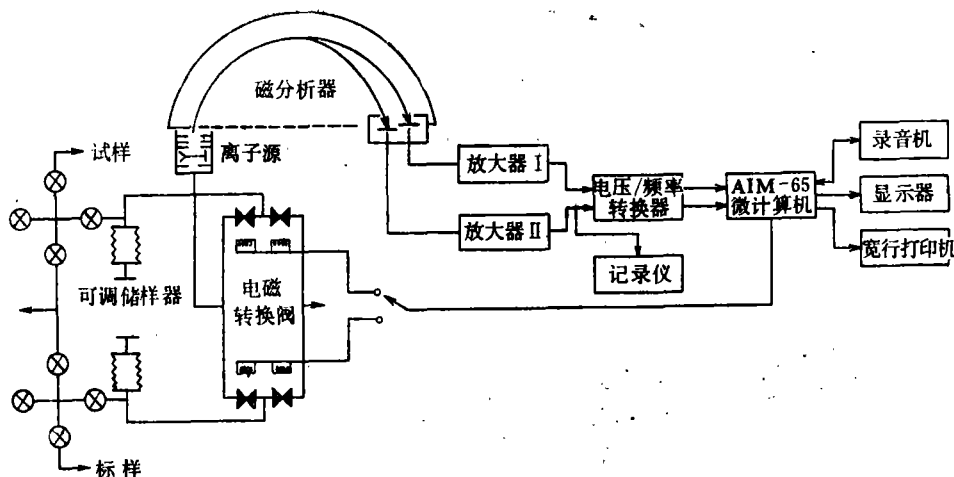 磁分析器
离子源
试样
放大器 I
电压/频率
转换器
AIM-65
微计算机
录音机
显示器
宽行打印机
放大器 II
记录仪
可调储样器
电磁
转换阀
标样